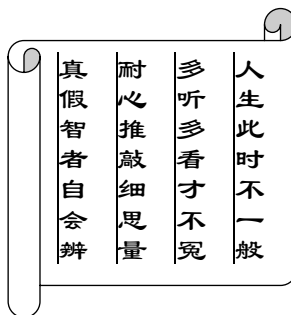 人生此时不一般
多听多看才不冤
耐心推敲细思量
真假智者自会辨